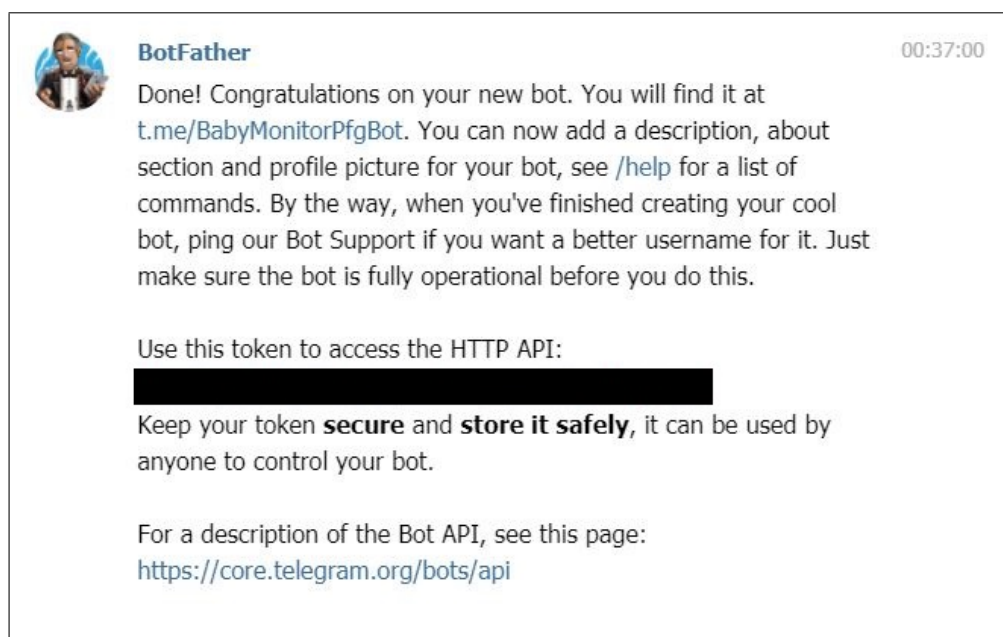 BotFather 00:37:00
Done! Congratulations on your new bot. You will find it at
t.me/BabyMonitorPfgBot. You can now add a description, about
section and profile picture for your bot, see /help for a list of
commands. By the way, when you've finished creating your cool
bot, ping our Bot Support if you want a better username for it. Just
make sure the bot is fully operational before you do this.
Use this token to access the HTTP API:
Keep your token secure and store it safely, it can be used by
anyone to control your bot.
For a description of the Bot API, see this page:
https://core.telegram.org/bots/api